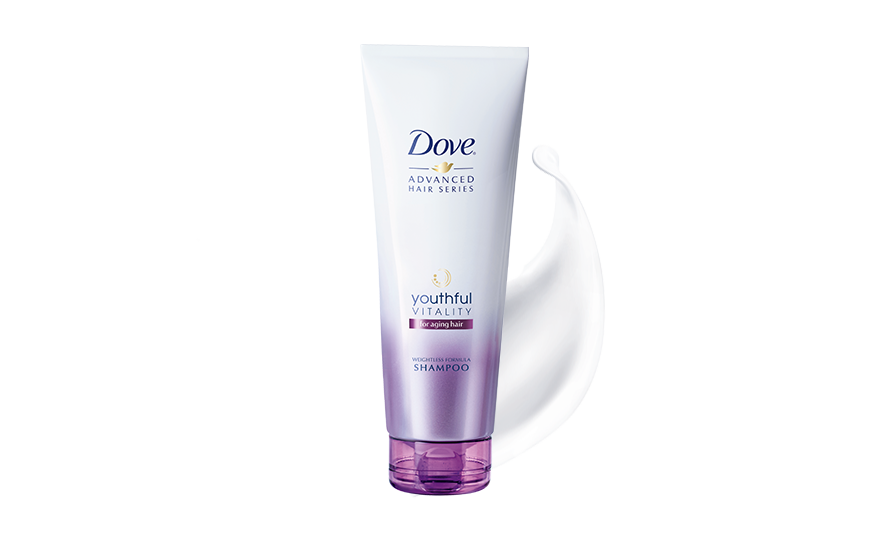 Dove
ADVANCED
HAIR SERIES
youthful
VITALITY
for aging hair
WEIGHTLESS FORMULA
SHAMPOO